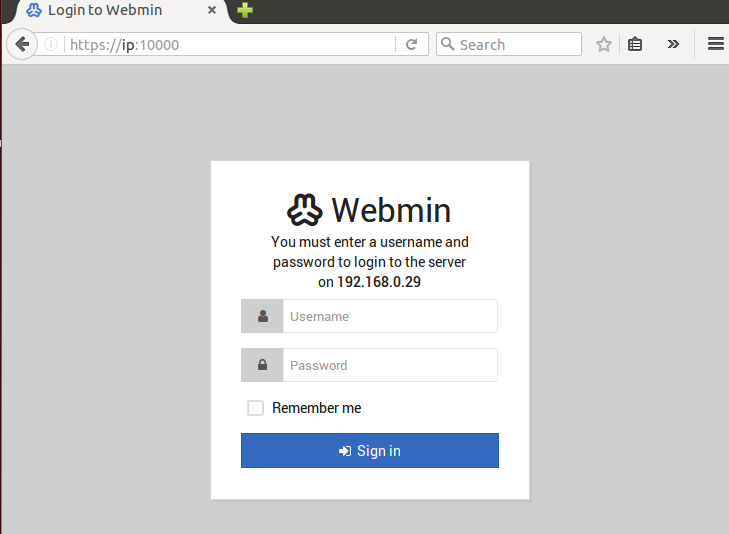 Login to Webmin
https://ip:10000
Search
Webmin
You must enter a username and
password to login to the server
on 192.168.0.29
Username
Password
Remember me
Sign in